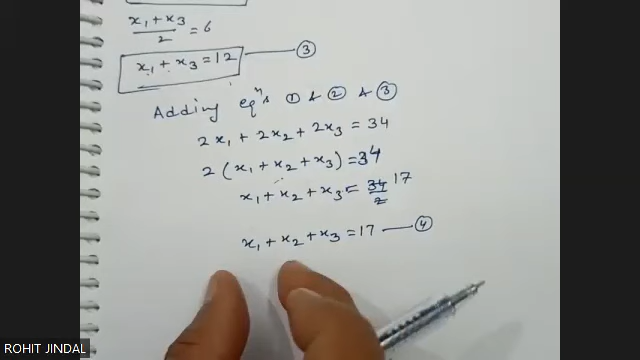 x₁ + x₃ / 2 = 6
x₁ + x₃ = 12 — ③
Adding eqⁿs ① & ② & ③
2x₁ + 2x₂ + 2x₃ = 34
2 (x₁ + x₂ + x₃) = 34
x₁ + x₂ + x₃ = 34/2 17
x₁ + x₂ + x₃ = 17 — ④
ROHIT JINDAL